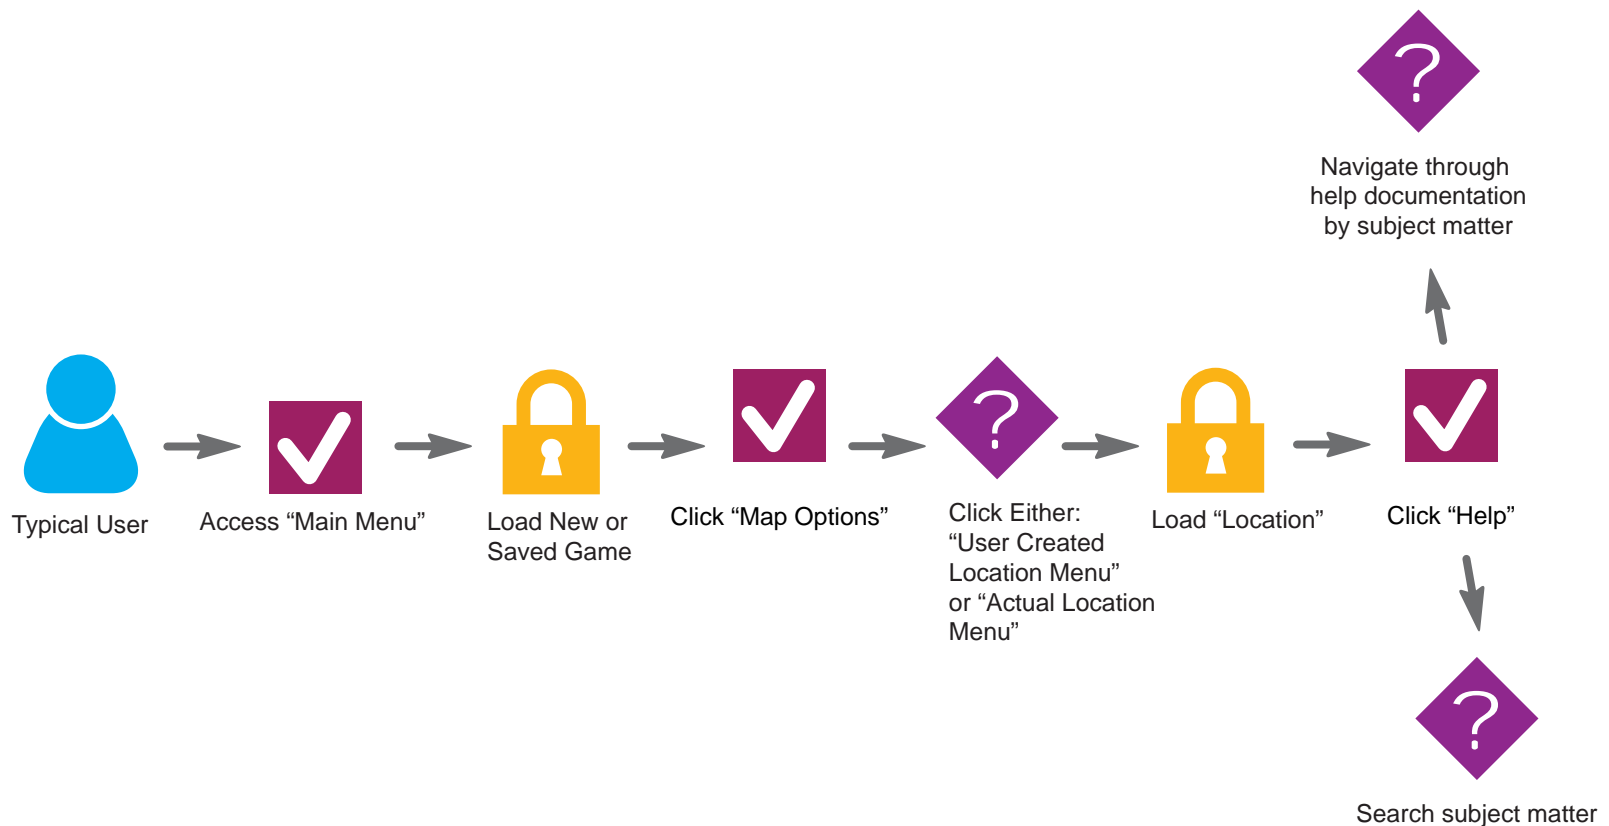 Navigate through
help documentation
by subject matter
Typical User
Access “Main Menu”
Load New or
Saved Game
Click “Map Options”
Click Either:
“User Created
Location Menu”
or “Actual Location
Menu”
Load “Location”
Click “Help”
Search subject matter